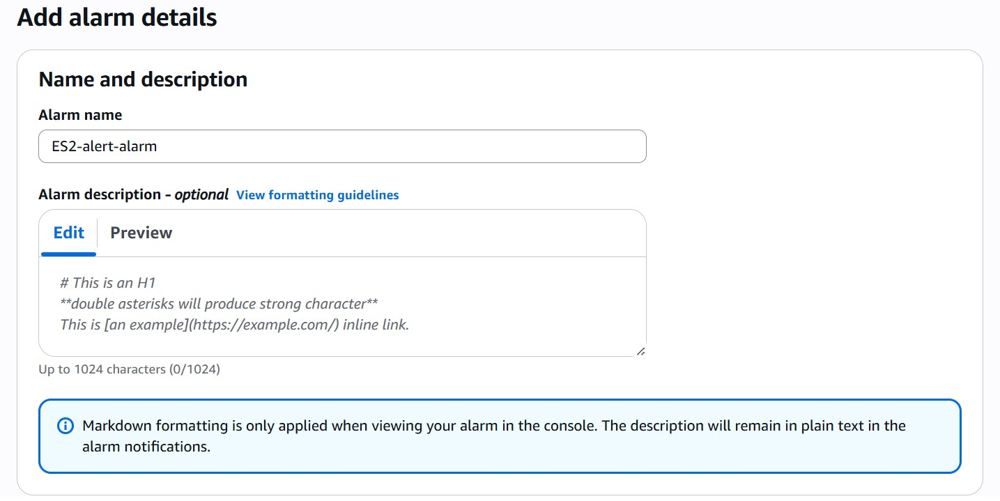 Add alarm details
Name and description
Alarm name
ES2-alert-alarm
Alarm description - optional View formatting guidelines
Edit Preview
# This is an H1
**double asterisks will produce strong character**
This is [an example](https://example.com/) inline link.
Up to 1024 characters (0/1024)
Markdown formatting is only applied when viewing your alarm in the console. The description will remain in plain text in the
alarm notifications.